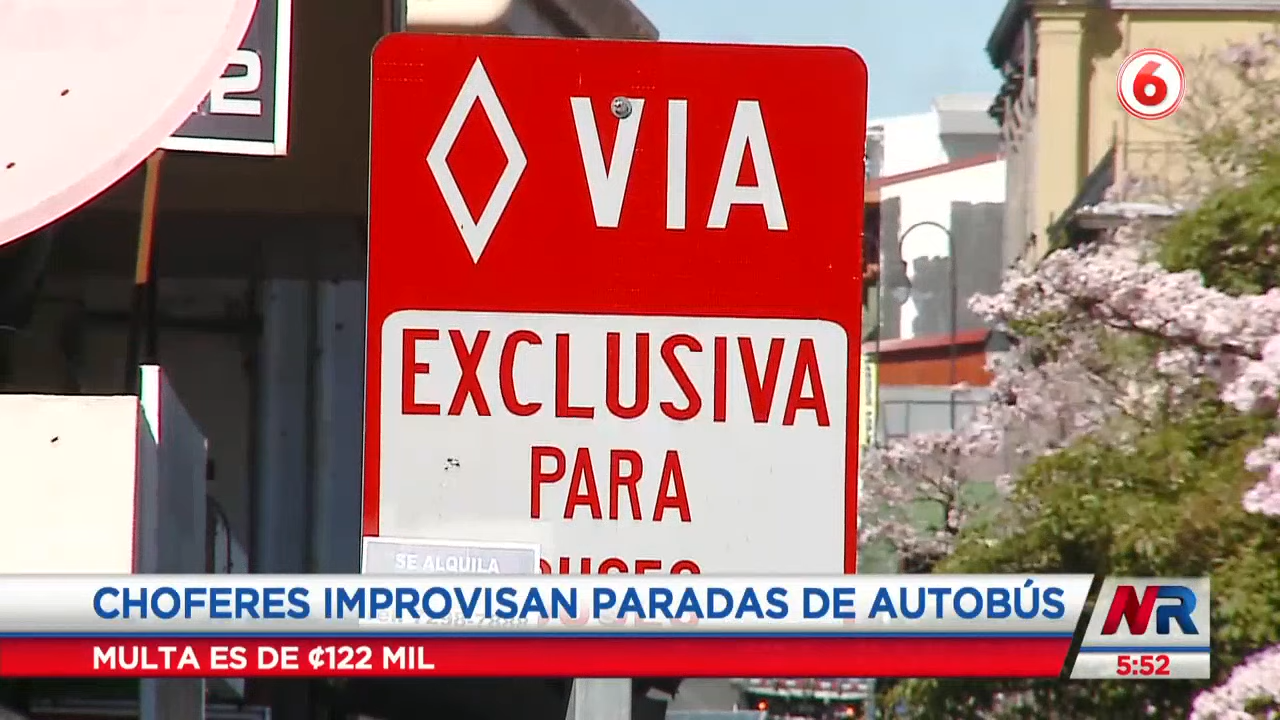 6
VIA
EXCLUSIVA
PARA
SE ALQUILA
CHOFERES IMPROVISAN PARADAS DE AUTOBÚS
NR
MULTA ES DE ¢122 MIL
5:52